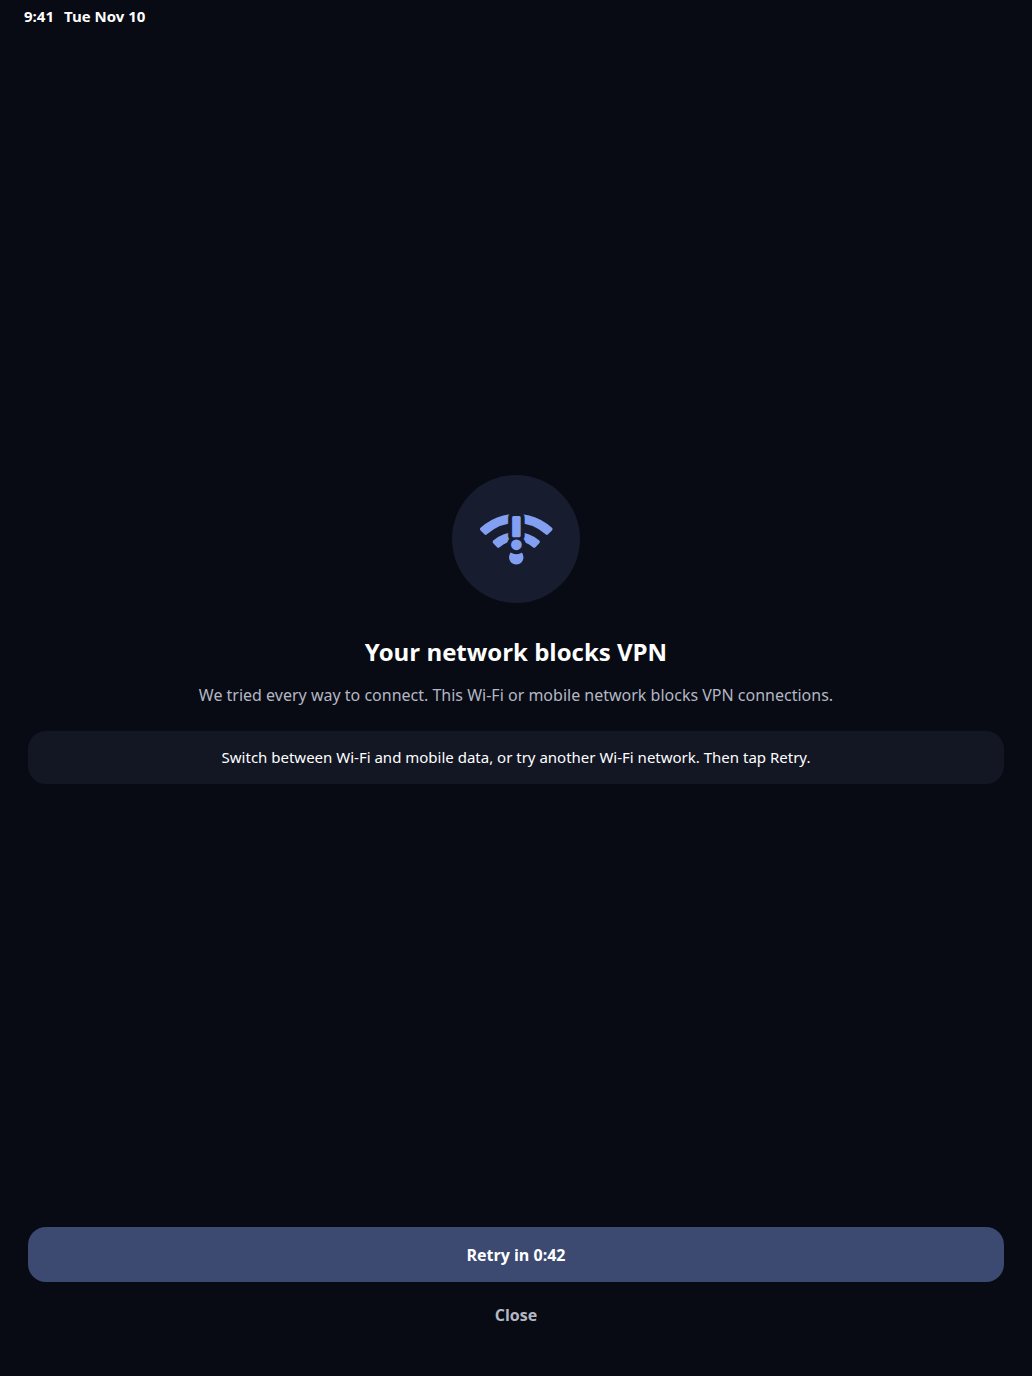 9:41 Tue Nov 10
Your network blocks VPN
We tried every way to connect. This Wi-Fi or mobile network blocks VPN connections.
Switch between Wi-Fi and mobile data, or try another Wi-Fi network. Then tap Retry.
Retry in 0:42
Close